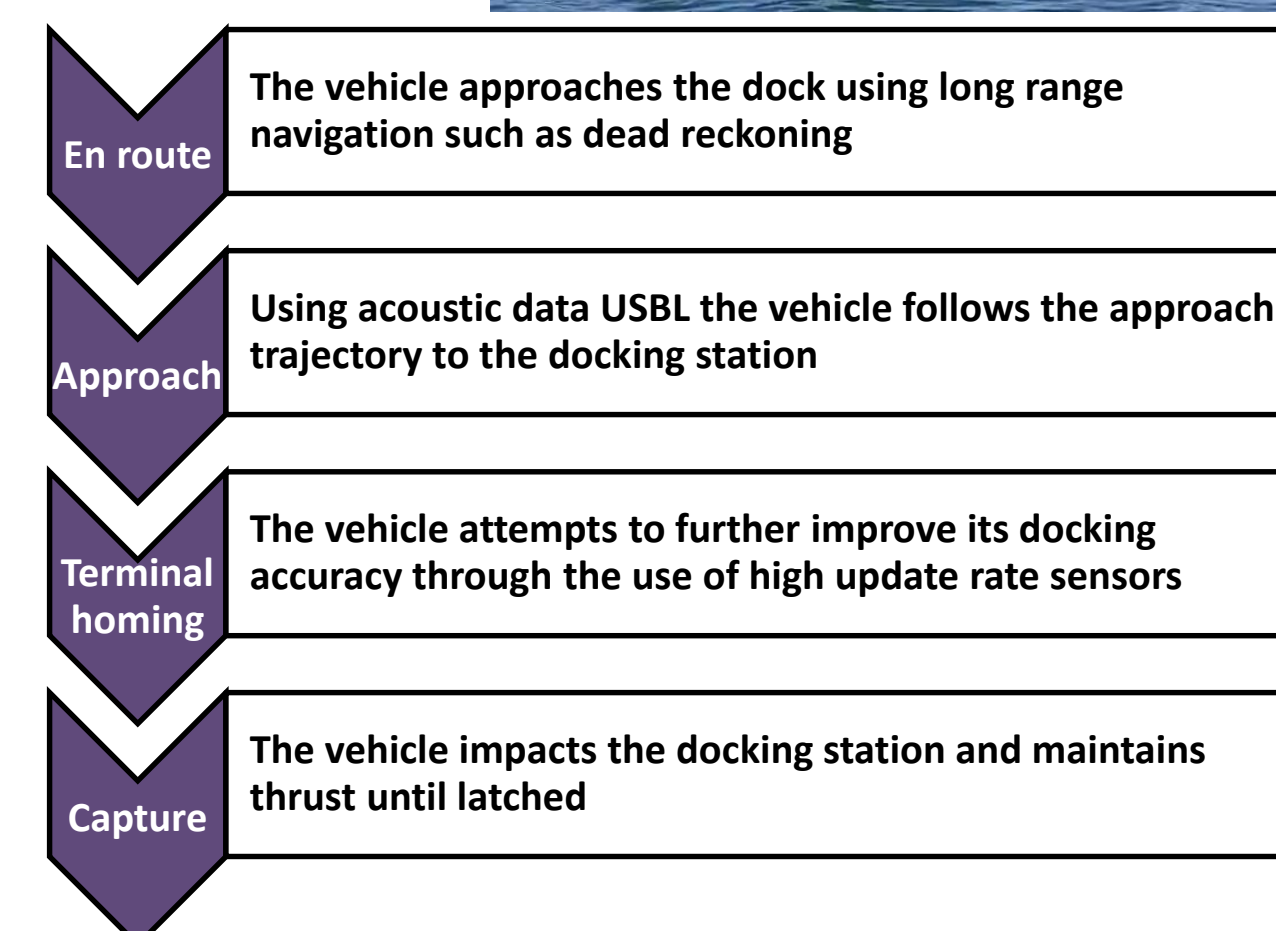 En route
The vehicle approaches the dock using long range
navigation such as dead reckoning
Approach
Using acoustic data USBL the vehicle follows the approach
trajectory to the docking station
Terminal
homing
The vehicle attempts to further improve its docking
accuracy through the use of high update rate sensors
Capture
The vehicle impacts the docking station and maintains
thrust until latched